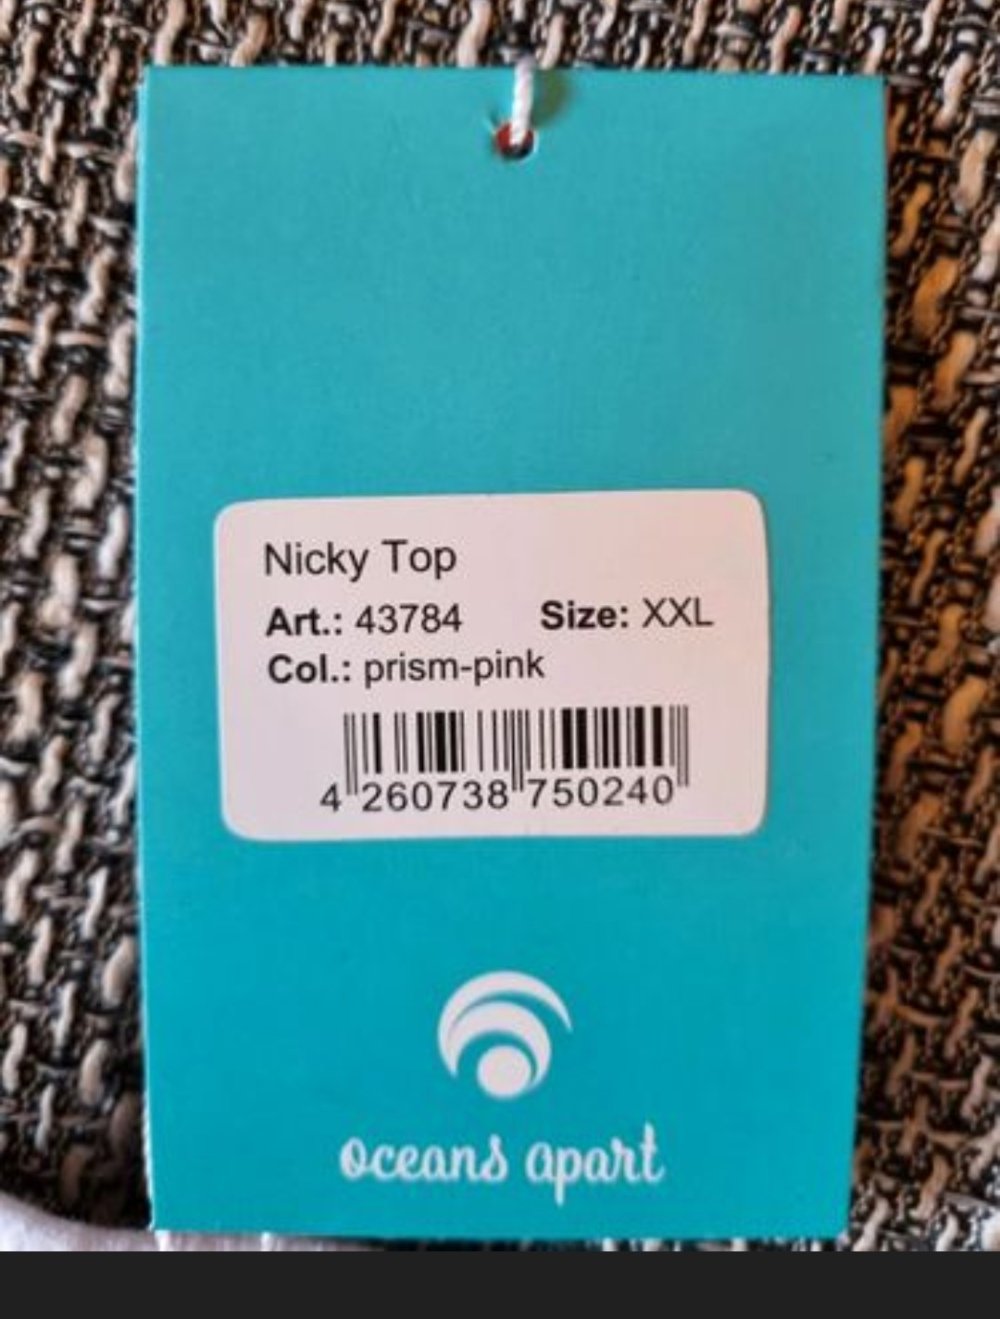 Nicky Top
Art.: 43784 Size: XXL
Col.: prism-pink
4 260738 750240
oceans apart